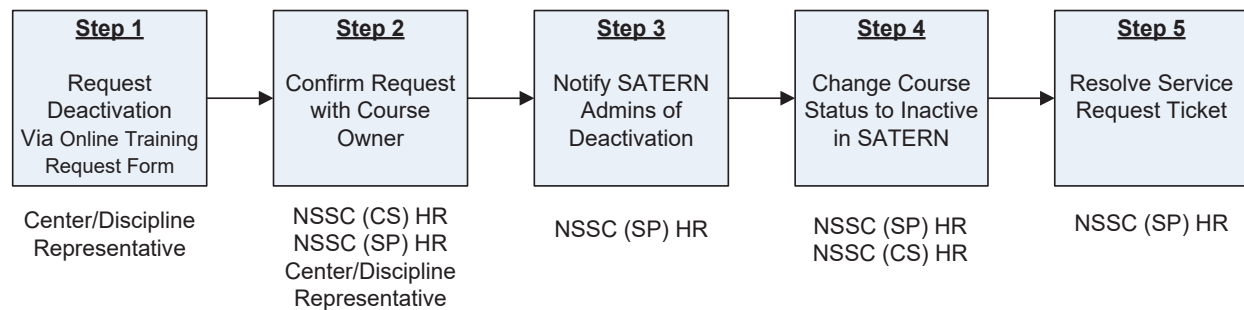 Step 1
Request
Deactivation
Via Online Training
Request Form
Center/Discipline
Representative
Step 2
Confirm Request
with Course
Owner
NSSC (CS) HR
NSSC (SP) HR
Center/Discipline
Representative
Step 3
Notify SATERN
Admins of
Deactivation
NSSC (SP) HR
Step 4
Change Course
Status to Inactive
in SATERN
NSSC (SP) HR
NSSC (CS) HR
Step 5
Resolve Service
Request Ticket
NSSC (SP) HR